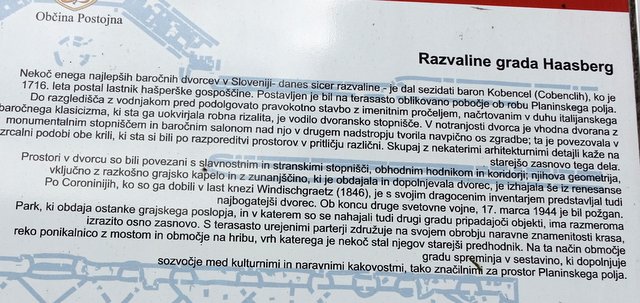 Občina Postojna
Razvaline grada Haasberg
Nekoč enega najlepših baročnih dvorcev v Sloveniji- danes sicer razvaline - je dal sezidati baron Kobencel (Cobenclih), ko je
1716. leta postal lastnik hašperške gosposčine. Postavljen je bil na terasasto oblikovano pobočje ob robu Planinskega polja.
Do razgledišča z vodnjakom pred podolgovato pravokotno stavbo z imenitnim pročeljem, načrtovanim v duhu italijanskega
baročnega klasicizma, ki sta ga uokvirjala robna rizalita, je vodilo dvoransko stopnišče. V notranjosti dvorca je vhodna dvorana z
monumentalnim stopniščem in baročnim salonom nad njo v drugem nadstropju tvorila navpično os zgradbe; ta je povezovala v
zrcalni podobi obe krili, ki sta si bili po razporeditvi prostorov v pritličju različni. Skupaj z nekaterimi arhitekturnimi detajli kaže na
starejšo zasnovo tega dela.
Prostori v dvorcu so bili povezani s slavnostnim in stranskimi stopnišči, obhodnim hodnikom in koridorji; njihova geometrija,
vključno z razkošno grajsko kapelo in z zunanjščino, ki je obdajala in dopolnjevala dvorec, je izhajala še iz renesanse
Po Coroninijih, ko so ga dobili v last knezi Windischgraetz (1846), je s svojim dragocenim inventarjem predstavljal tudi
najbogatejši dvorec. Ob koncu druge svetovne vojne, 17. marca 1944 je bil požgan.
Park, ki obdaja ostanke grajskega poslopja, in v katerem so se nahajali tudi drugi gradu pripadajoči objekti, ima razmeroma
izrazito osno zasnovo. S terasasto urejenimi parterji združuje na svojem obrobju naravne znamenitosti krasa,
reko ponikalnico z mostom in območje na hribu, vrh katerega je nekoč stal njegov starejši predhodnik. Na ta način območje
gradu spreminja v sestavino, ki dopolnjuje
sozvočje med kulturnimi in naravnimi kakovostmi, tako značilnimi za prostor Planinskega polja.